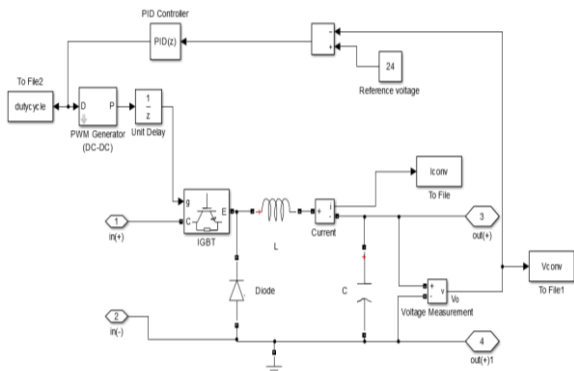 PID Controller
PID(z)
-
+
24
Reference voltage
To File2
dutycycle
D
P
PWM Generator
(DC-DC)
1
z
Unit Delay
Iconv
To File
g
C
E
IGBT
+
i
-
Current
1
in(+)
L
3
out(+)
Vconv
To File1
Diode
C
+
-
v
Vo
Voltage Measurement
2
in(-)
4
out(+)1